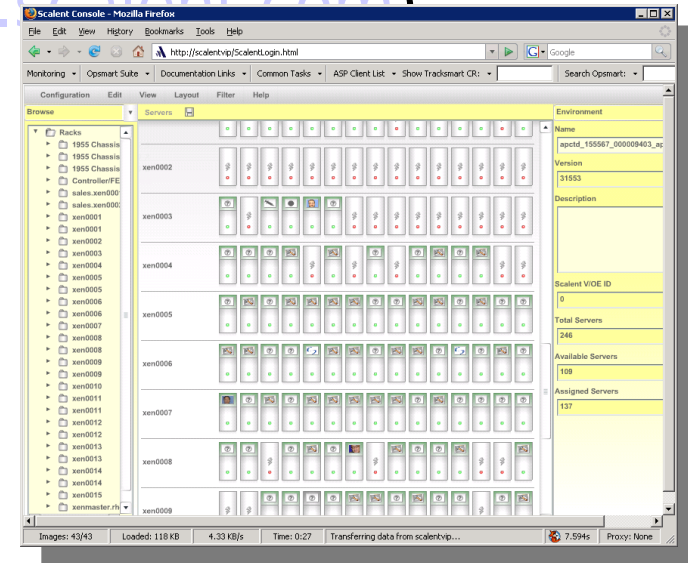 Scalent Console - Mozilla Firefox
File Edit View History Bookmarks Tools Help
http://scalentvip/ScalentLogin.html
G Google
Monitoring Opsmart Suite Documentation Links Common Tasks ASP Client List Show Tracksmart CR: Search Opsmart:
Configuration Edit View Layout Filter Help
Browse
Servers
Environment
Racks
1955 Chassis
1955 Chassis
1955 Chassis
Controller/FE
sales.xen000
sales.xen000
xen0001
xen0001
xen0002
xen0003
xen0004
xen0005
xen0005
xen0006
xen0006
xen0007
xen0008
xen0008
xen0009
xen0009
xen0010
xen0011
xen0011
xen0012
xen0012
xen0013
xen0013
xen0014
xen0014
xen0015
xenmaster.rh
xen0002
xen0003
xen0004
xen0005
xen0006
xen0007
xen0008
xen0009
Name
apctd_155567_000009403_ap
Version
31553
Description
Scalent V/OE ID
0
Total Servers
246
Available Servers
109
Assigned Servers
137
Images: 43/43 Loaded: 118 KB 4.33 KB/s Time: 0:27 Transferring data from scalentvip... 7.594s Proxy: None